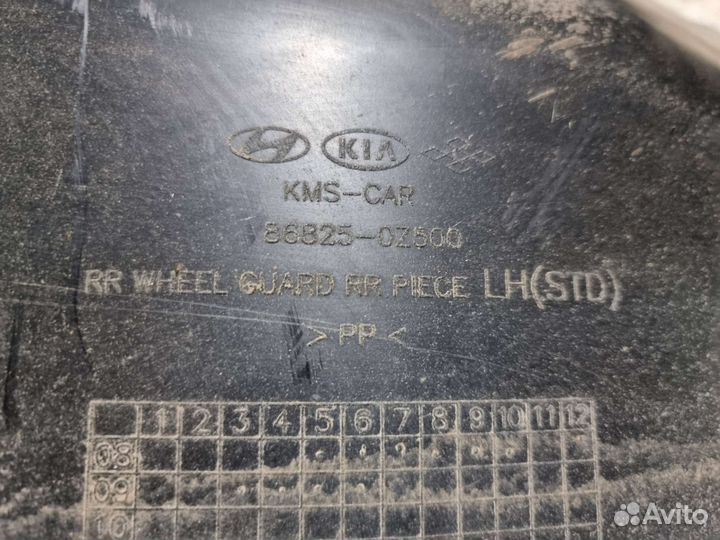 KIA
KMS-CAR
86825-0Z500
RR WHEEL GUARD RR PIECE LH(STD)
>PP<
1 2 3 4 5 6 7 8 9 10 11 12
08
09
10
Avito